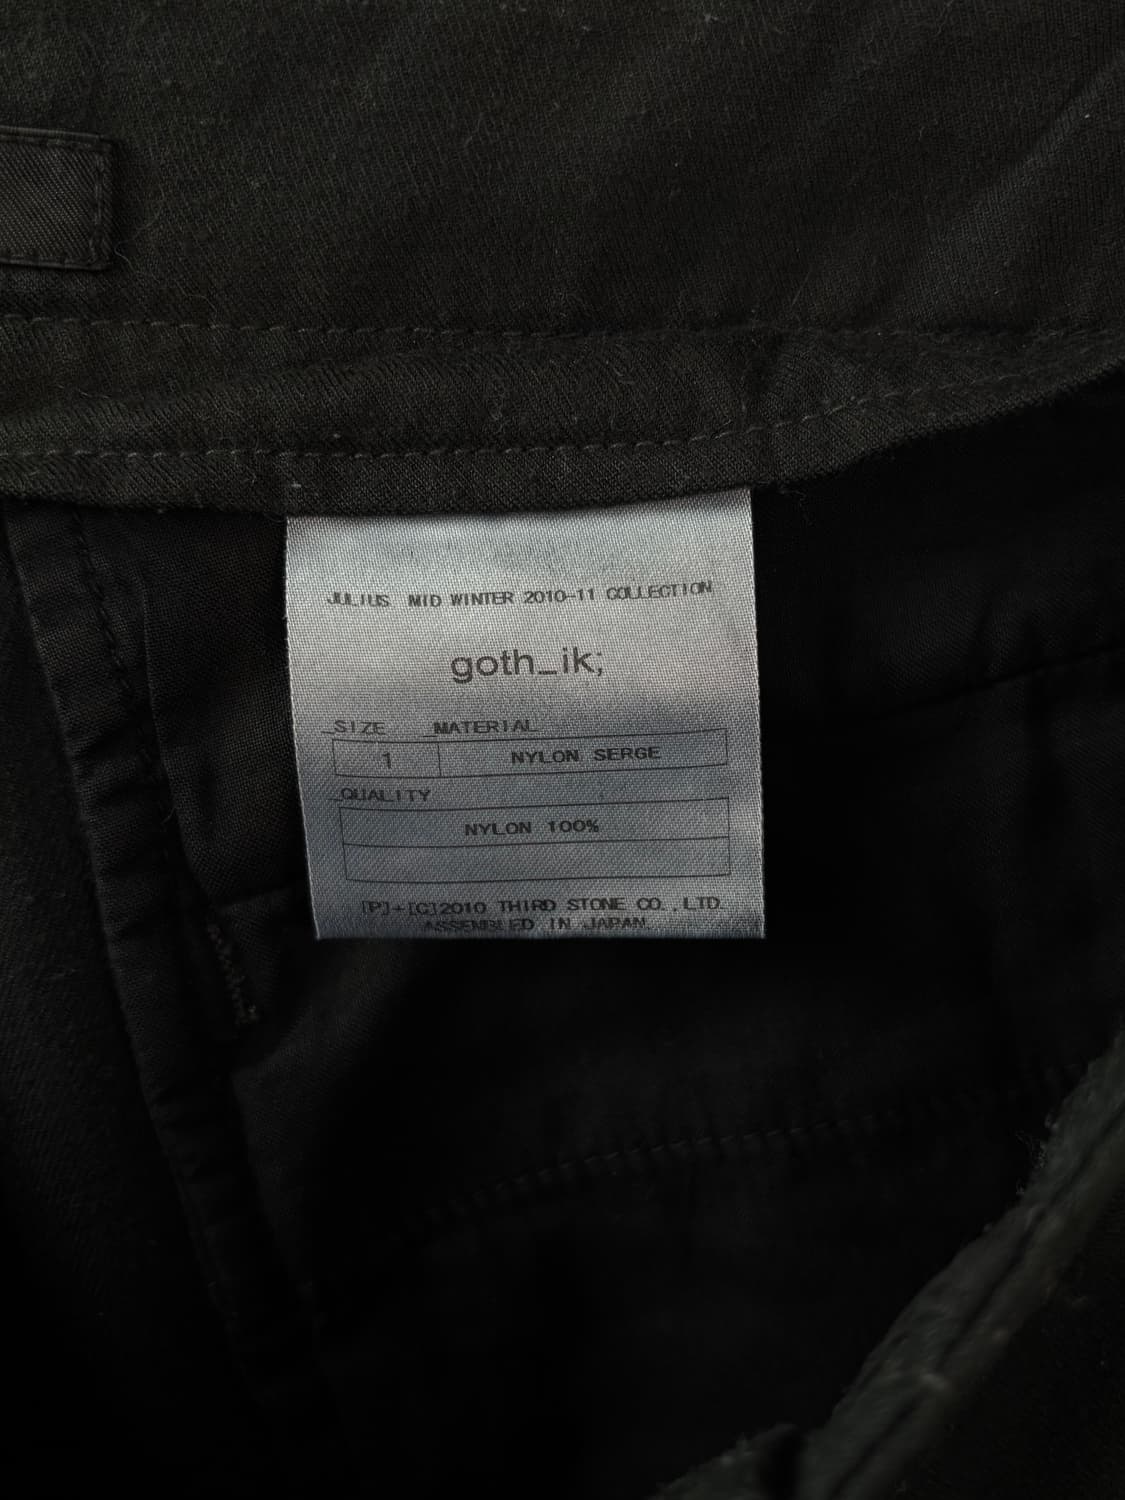 JULIUS MID WINTER 2010-11 COLLECTION
goth_ik;
_SIZE _MATERIAL
1 NYLON SERGE
_QUALITY
NYLON 100%
[P]+[C]2010 THIRD STONE CO.,LTD.
ASSEMBLED IN JAPAN.